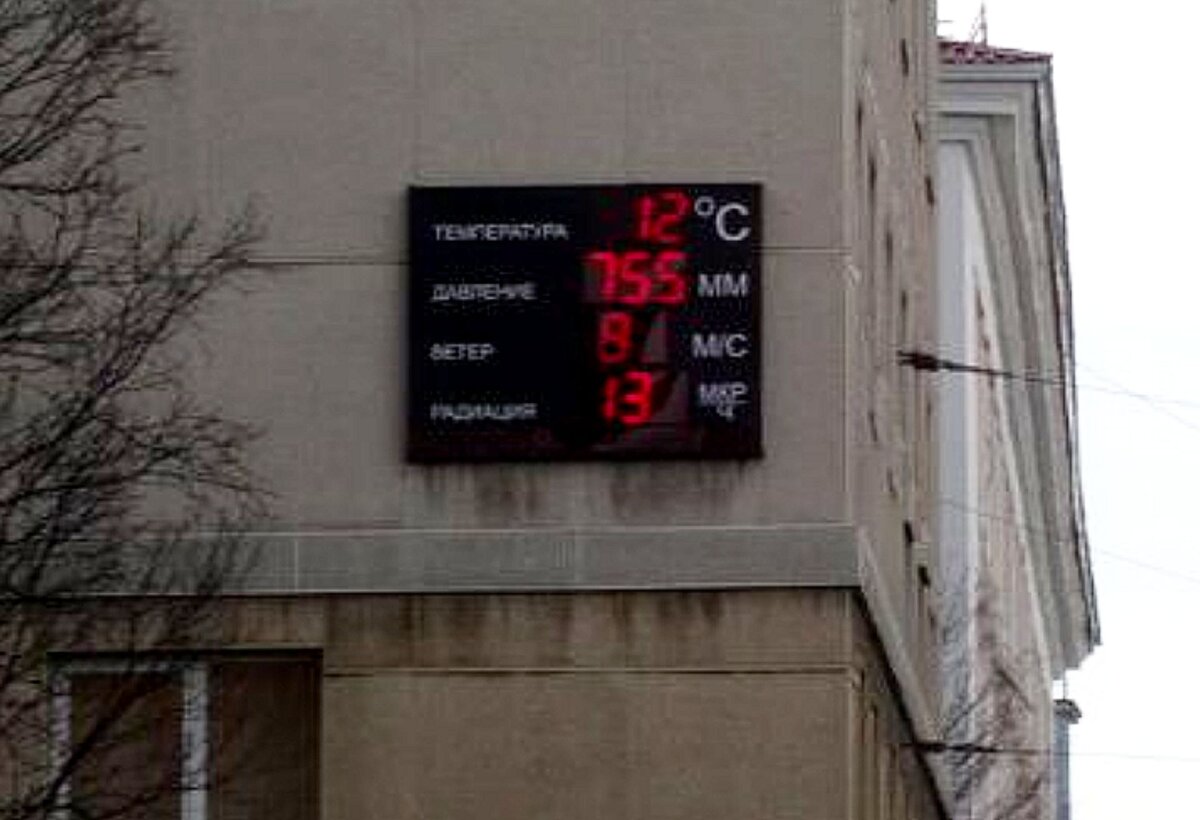 ТЕМПЕРАТУРА 12 °C
ДАВЛЕНИЕ 755 ММ
ВЕТЕР 8 М/С
РАДИАЦИЯ 13 МКР/Ч